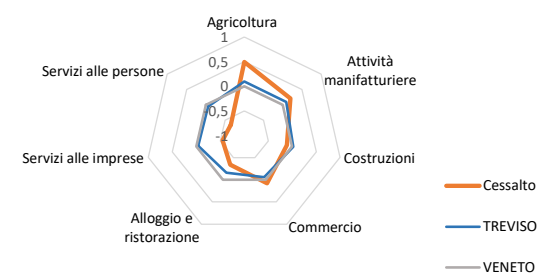 Agricoltura
1
0,5
0
-0,5
-1
Attività
manifatturiere
Costruzioni
Commercio
Alloggio e
ristorazione
Servizi alle imprese
Servizi alle persone
Cessalto
TREVISO
VENETO